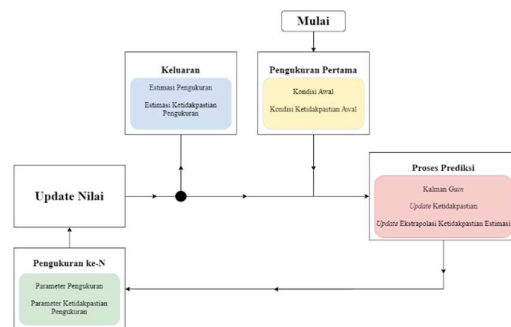 Mulai
Keluaran
Estimasi Pengukuran
Estimasi Ketidakpastian
Pengukuran
Pengukuran Pertama
Kondisi Awal
Kondisi Ketidakpastian Awal
Update Nilai
Proses Prediksi
Kalman Gain
Update Ketidakpastian
Update Ekstrapolasi Ketidakpastian Estimasi
Pengukuran ke-N
Parameter Pengukuran
Parameter Ketidakpastian
Pengukuran